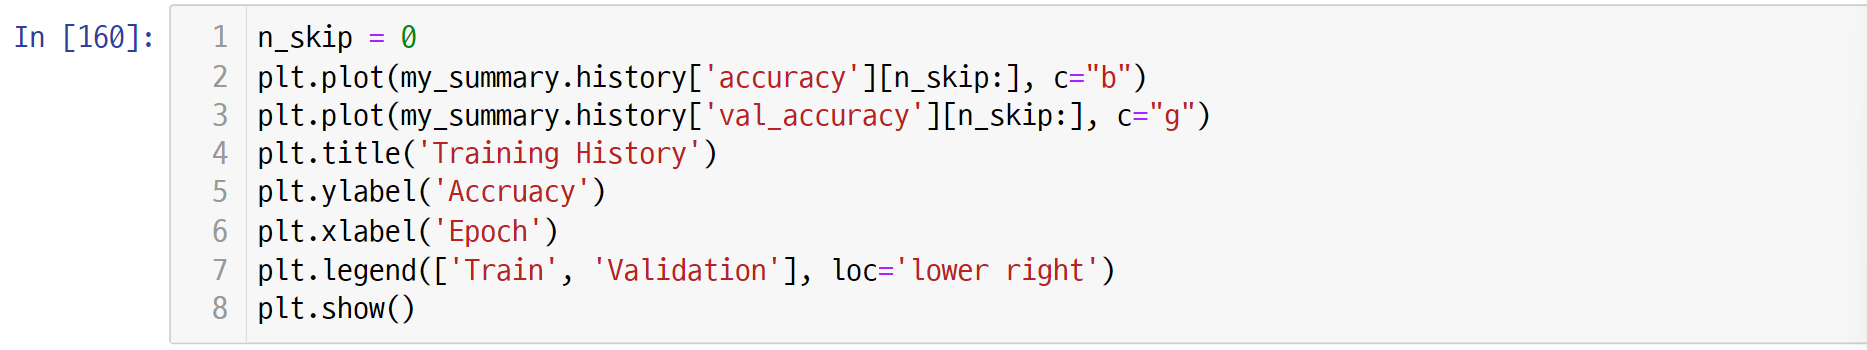 In [160]:
1 n_skip = 0
2 plt.plot(my_summary.history['accuracy'][n_skip:], c="b")
3 plt.plot(my_summary.history['val_accuracy'][n_skip:], c="g")
4 plt.title('Training History')
5 plt.ylabel('Accruacy')
6 plt.xlabel('Epoch')
7 plt.legend(['Train', 'Validation'], loc='lower right')
8 plt.show()